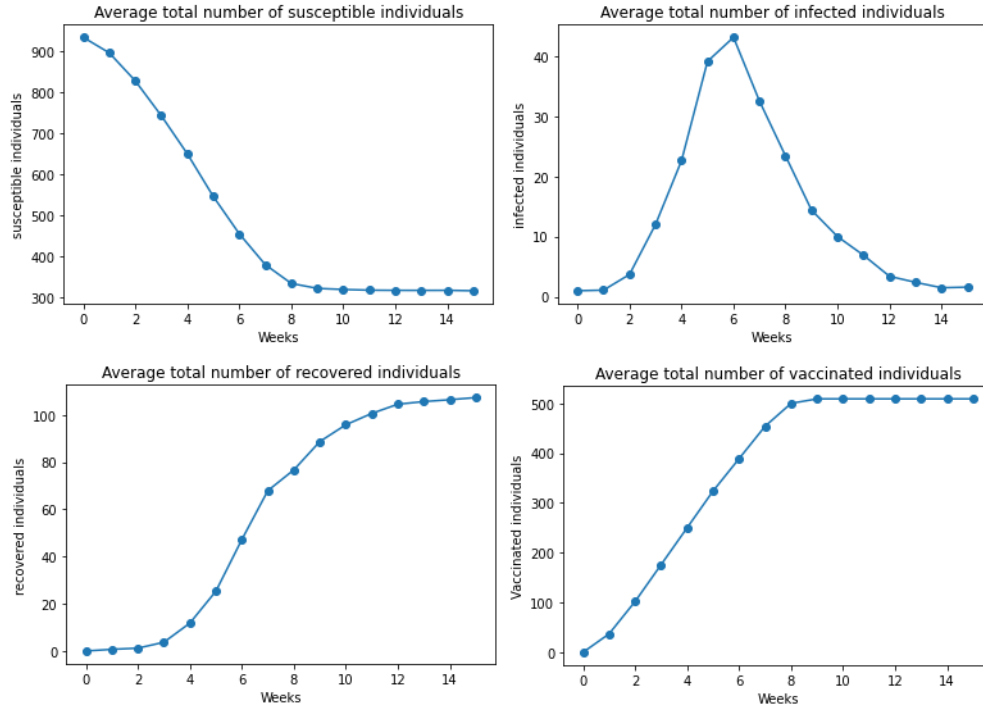 Average total number of susceptible individuals
susceptible individuals
900
800
700
600
500
400
300
0 2 4 6 8 10 12 14
Weeks
Average total number of infected individuals
infected individuals
40
30
20
10
0
0 2 4 6 8 10 12 14
Weeks
Average total number of recovered individuals
recovered individuals
100
80
60
40
20
0
0 2 4 6 8 10 12 14
Weeks
Average total number of vaccinated individuals
Vaccinated individuals
500
400
300
200
100
0
0 2 4 6 8 10 12 14
Weeks